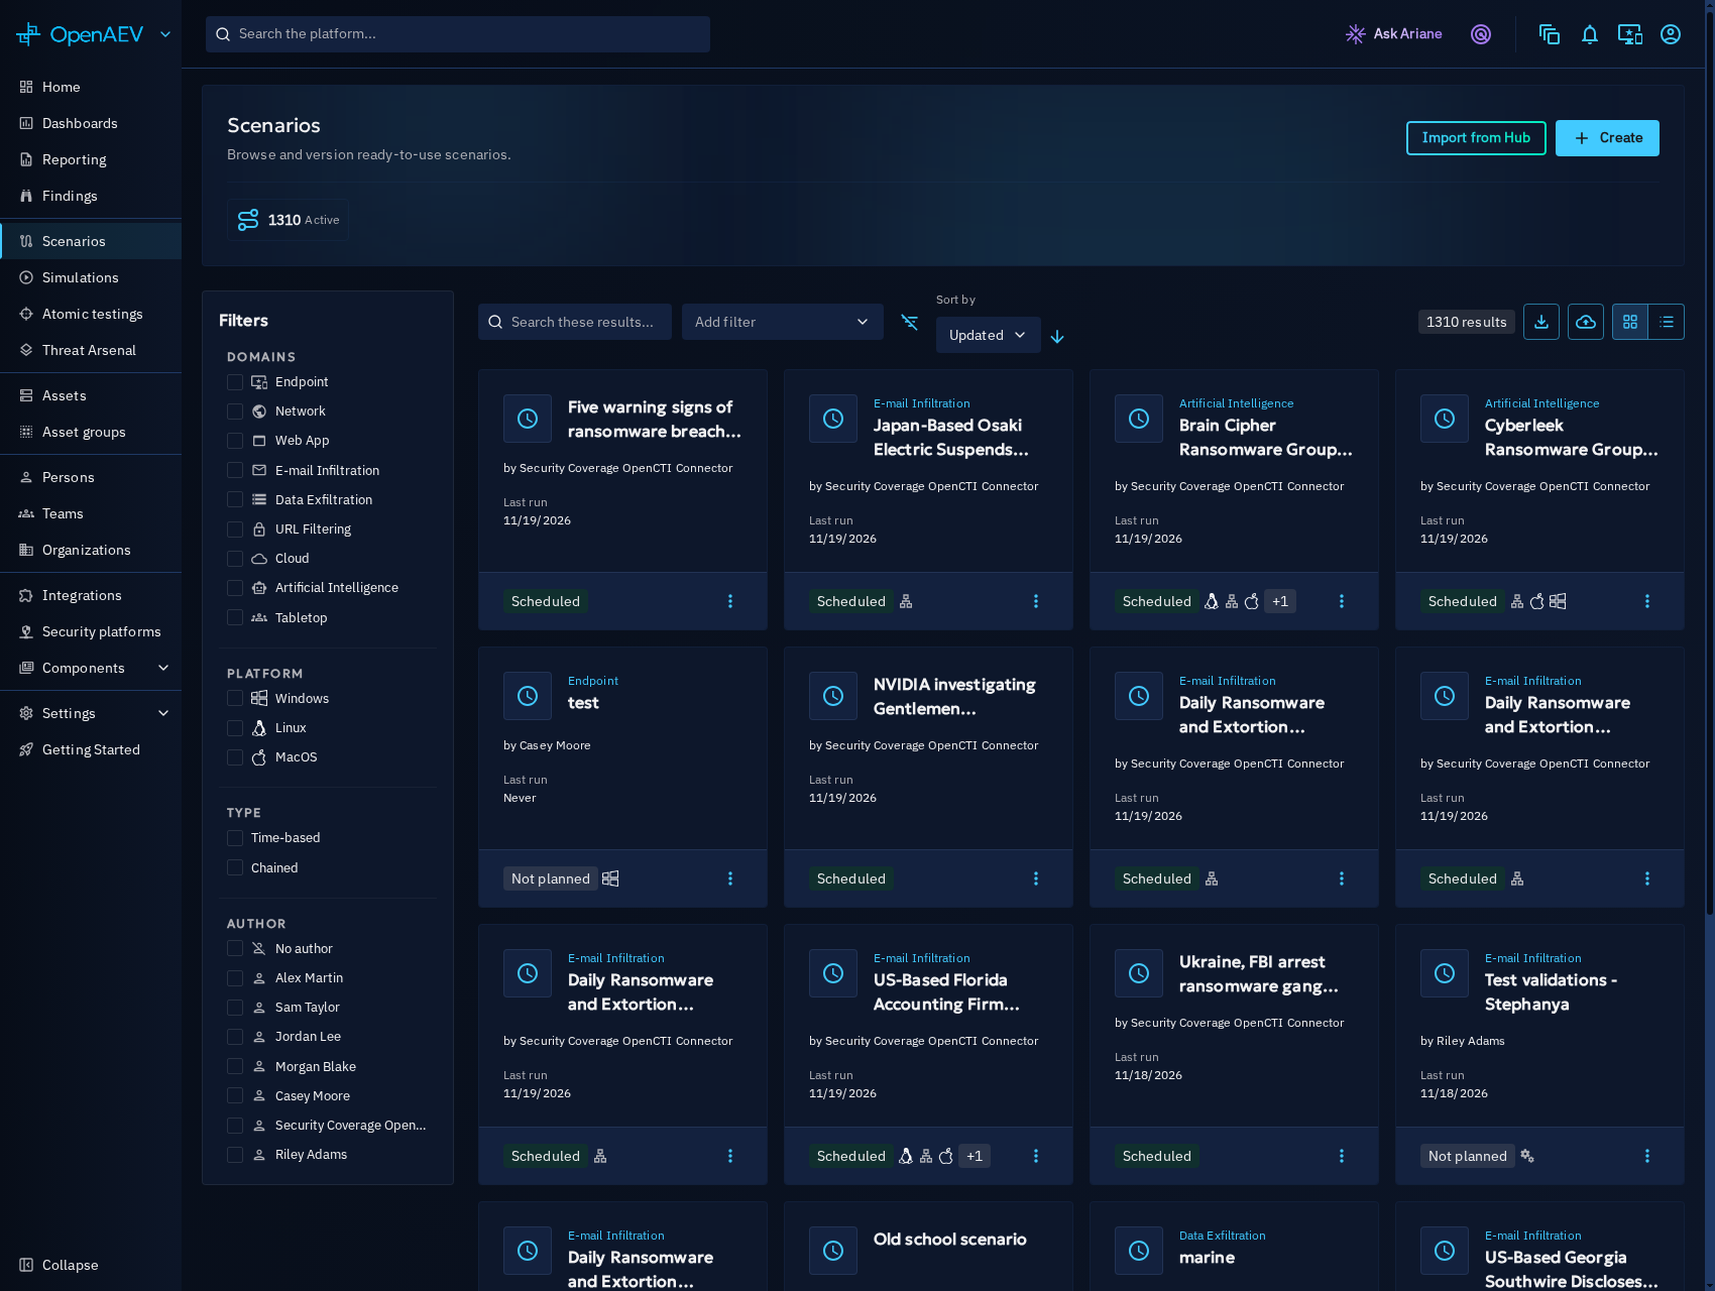 OpenAEV
Search the platform...
Ask Ariane
Home
Dashboards
Reporting
Findings
Scenarios
Simulations
Atomic testings
Threat Arsenal
Assets
Asset groups
Persons
Teams
Organizations
Integrations
Security platforms
Components
Settings
Getting Started
Collapse
Scenarios
Browse and version ready-to-use scenarios.
Import from Hub
Create
1310 Active
Filters
DOMAINS
Endpoint
Network
Web App
E-mail Infiltration
Data Exfiltration
URL Filtering
Cloud
Artificial Intelligence
Tabletop
PLATFORM
Windows
Linux
MacOS
TYPE
Time-based
Chained
AUTHOR
No author
Alex Martin
Sam Taylor
Jordan Lee
Morgan Blake
Casey Moore
Security Coverage Open...
Riley Adams
Search these results...
Add filter
Sort by
Updated
1310 results
Five warning signs of
ransomware breach...
by Security Coverage OpenCTI Connector
Last run
11/19/2026
Scheduled
E-mail Infiltration
Japan-Based Osaki
Electric Suspends...
by Security Coverage OpenCTI Connector
Last run
11/19/2026
Scheduled
Artificial Intelligence
Brain Cipher
Ransomware Group...
by Security Coverage OpenCTI Connector
Last run
11/19/2026
Scheduled
+1
Artificial Intelligence
Cyberleek
Ransomware Group...
by Security Coverage OpenCTI Connector
Last run
11/19/2026
Scheduled
Endpoint
test
by Casey Moore
Last run
Never
Not planned
NVIDIA investigating
Gentlemen...
by Security Coverage OpenCTI Connector
Last run
11/19/2026
Scheduled
E-mail Infiltration
Daily Ransomware
and Extortion...
by Security Coverage OpenCTI Connector
Last run
11/19/2026
Scheduled
E-mail Infiltration
Daily Ransomware
and Extortion...
by Security Coverage OpenCTI Connector
Last run
11/19/2026
Scheduled
E-mail Infiltration
Daily Ransomware
and Extortion...
by Security Coverage OpenCTI Connector
Last run
11/19/2026
Scheduled
E-mail Infiltration
US-Based Florida
Accounting Firm...
by Security Coverage OpenCTI Connector
Last run
11/19/2026
Scheduled
+1
Ukraine, FBI arrest
ransomware gang...
by Security Coverage OpenCTI Connector
Last run
11/18/2026
Scheduled
E-mail Infiltration
Test validations -
Stephanya
by Riley Adams
Last run
11/18/2026
Not planned
E-mail Infiltration
Daily Ransomware
and Extortion...
Old school scenario
Data Exfiltration
marine
E-mail Infiltration
US-Based Georgia
Southwire Discloses...